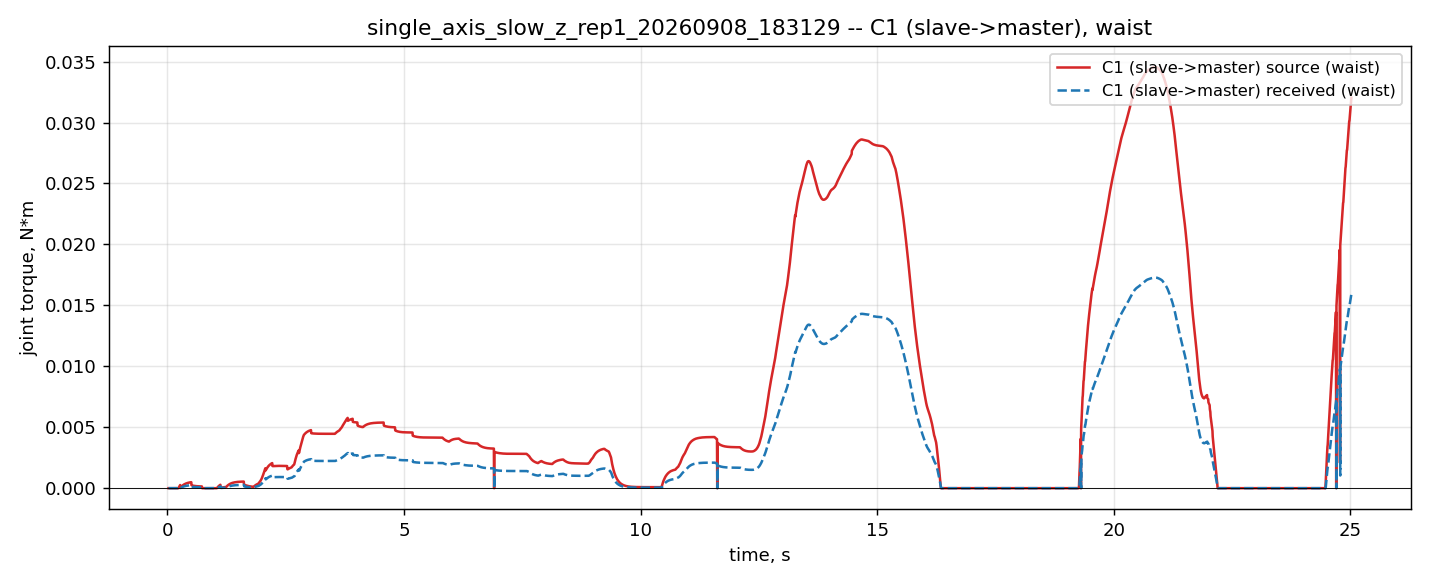 single_axis_slow_z_rep1_20260908_183129 -- C1 (slave->master), waist
C1 (slave->master) source (waist)
C1 (slave->master) received (waist)
joint torque, N*m
0.035
0.030
0.025
0.020
0.015
0.010
0.005
0.000
0
5
10
15
20
25
time, s